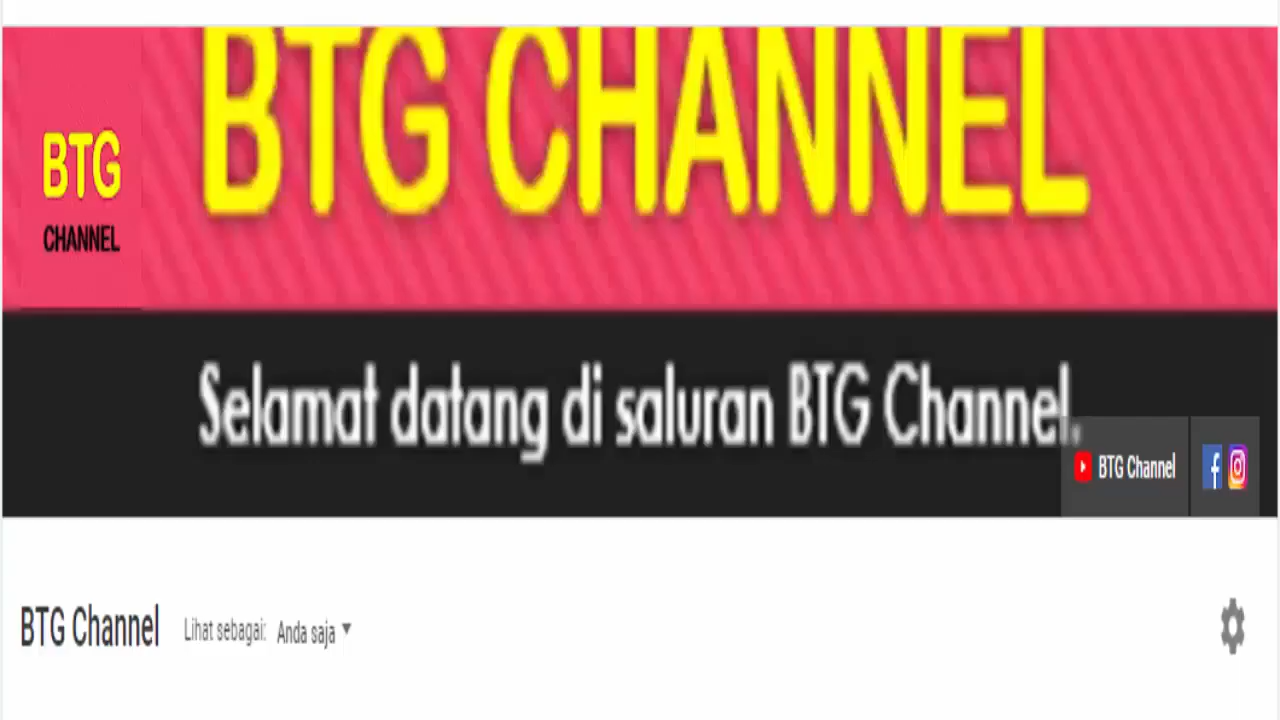 BTG CHANNEL
BTG
CHANNEL
Selamat datang di saluran BTG Channel.
BTG Channel
BTG Channel Lihat sebagai: Anda saja